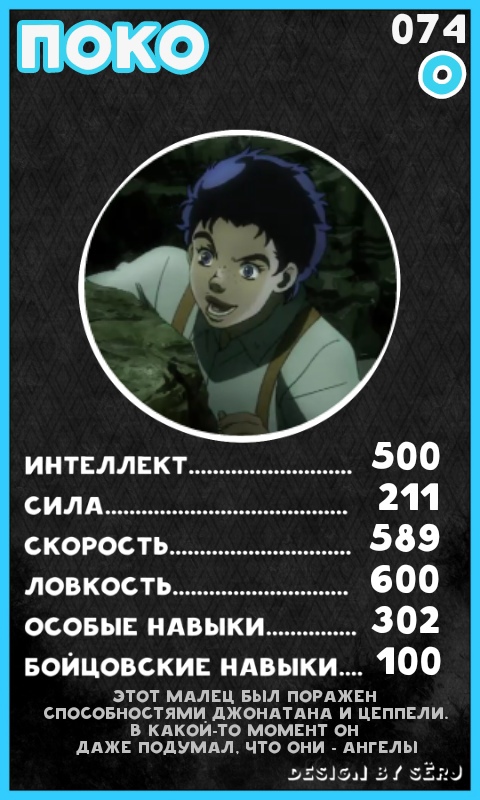 ПОКО
074
О
ИНТЕЛЛЕКТ................................ 500
СИЛА............................................... 211
СКОРОСТЬ................................... 589
ЛОВКОСТЬ.................................. 600
ОСОБЫЕ НАВЫКИ................. 302
БОЙЦОВСКИЕ НАВЫКИ.... 100
ЭТОТ МАЛЕЦ БЫЛ ПОРАЖЕН
СПОСОБНОСТЯМИ ДЖОНАТАНА И ЦЕППЕЛИ.
В КАКОЙ-ТО МОМЕНТ ОН
ДАЖЕ ПОДУМАЛ, ЧТО ОНИ - АНГЕЛЫ
DESIGN BY SЁRJ